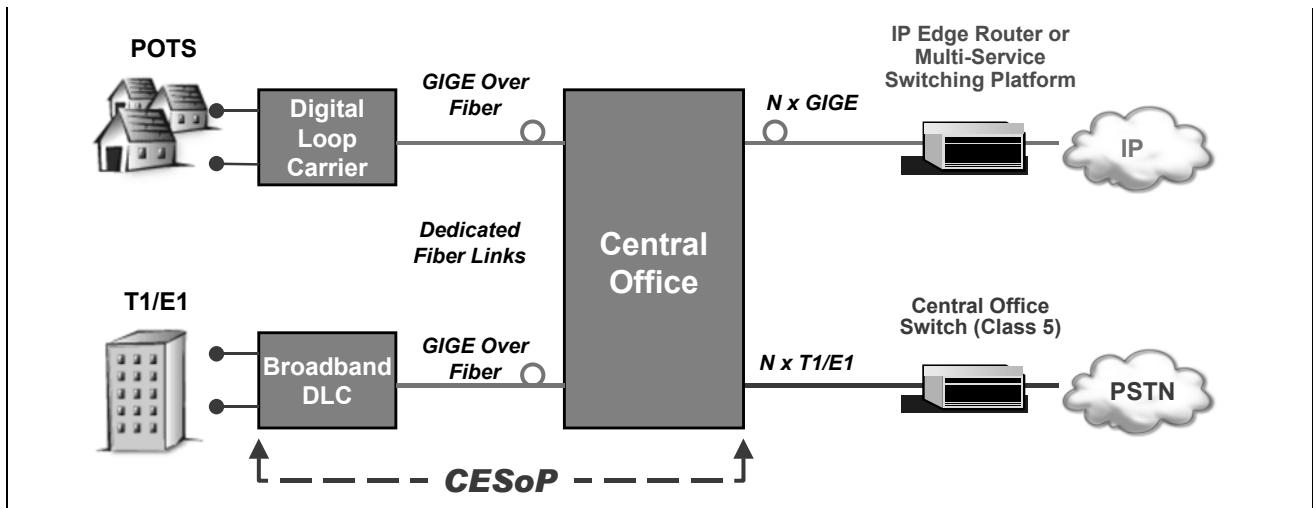 POTS
Digital
Loop
Carrier
GIGE Over
Fiber
Dedicated
Fiber Links
T1/E1
Broadband
DLC
GIGE Over
Fiber
Central
Office
N x GIGE
IP Edge Router or
Multi-Service
Switching Platform
IP
N x T1/E1
Central Office
Switch (Class 5)
PSTN
CESoP